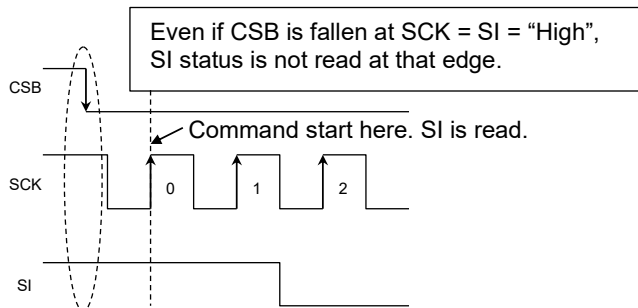 Even if CSB is fallen at SCK = SI = “High”,
SI status is not read at that edge.
CSB
Command start here. SI is read.
SCK
0
1
2
SI